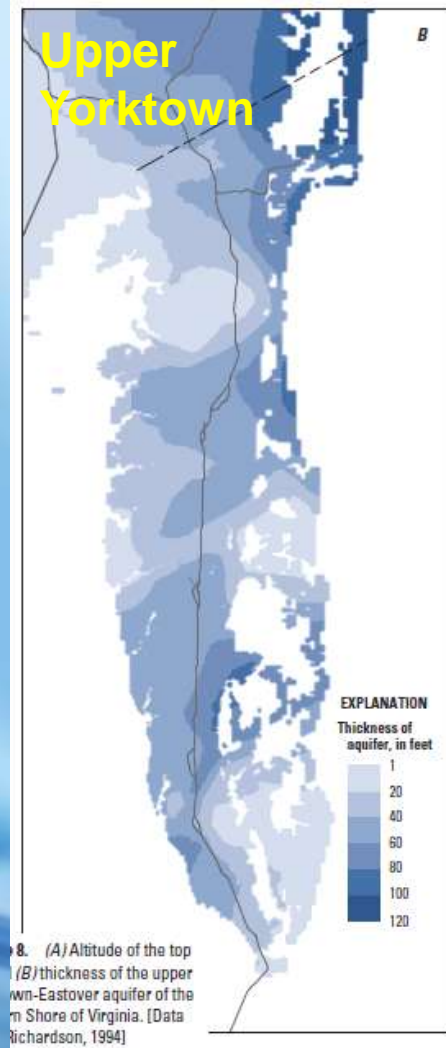 Upper
Yorktown
B
EXPLANATION
Thickness of
aquifer, in feet
1
20
40
60
80
100
120
8. (A) Altitude of the top
(B) thickness of the upper
wn-Eastover aquifer of the
n Shore of Virginia. [Data
Richardson, 1994]